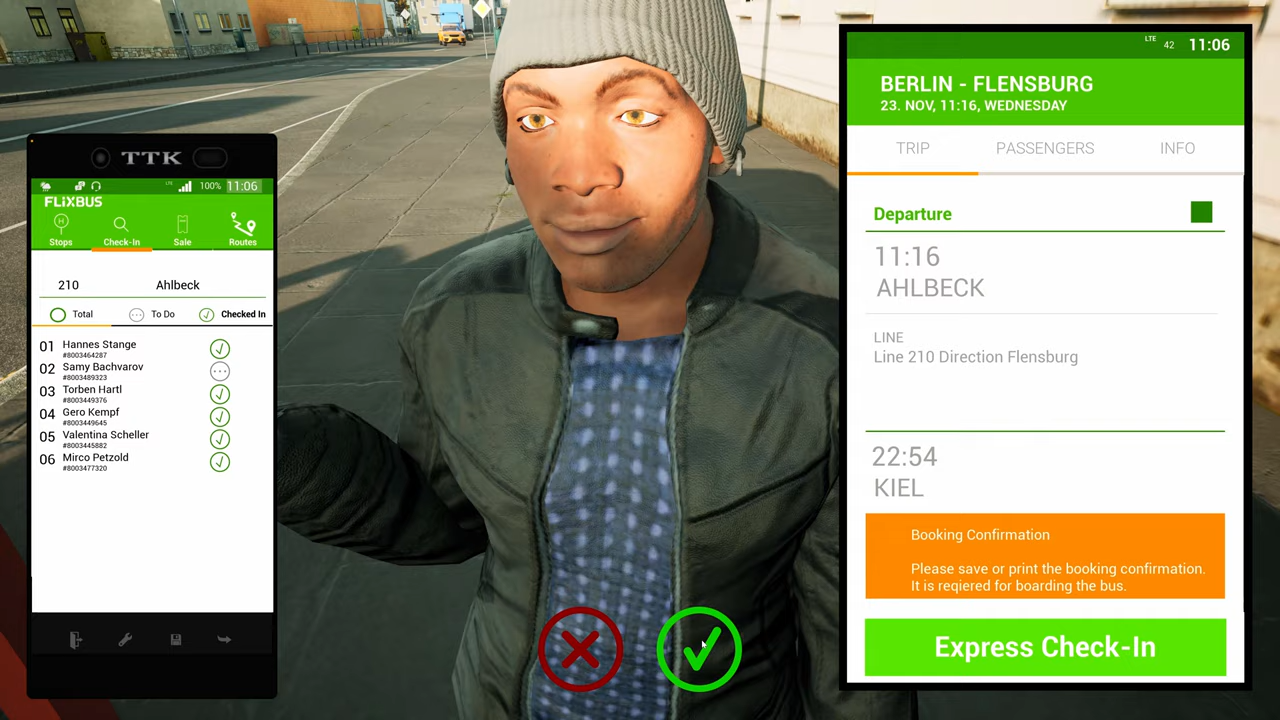 TTK
LTE 100% 11:06
FLiXBUS
H
Stops Check-In Sale Routes
210 Ahlbeck
Total To Do Checked In
01 Hannes Stange
#8003464287
02 Samy Bachvarov
#8003489323
03 Torben Hartl
#8003449376
04 Gero Kempf
#8003449645
05 Valentina Scheller
#8003445882
06 Mirco Petzold
#8003477320
LTE 42 11:06
BERLIN - FLENSBURG
23. NOV, 11:16, WEDNESDAY
TRIP PASSENGERS INFO
Departure
11:16
AHLBECK
LINE
Line 210 Direction Flensburg
22:54
KIEL
Booking Confirmation
Please save or print the booking confirmation.
It is reqiered for boarding the bus.
Express Check-In